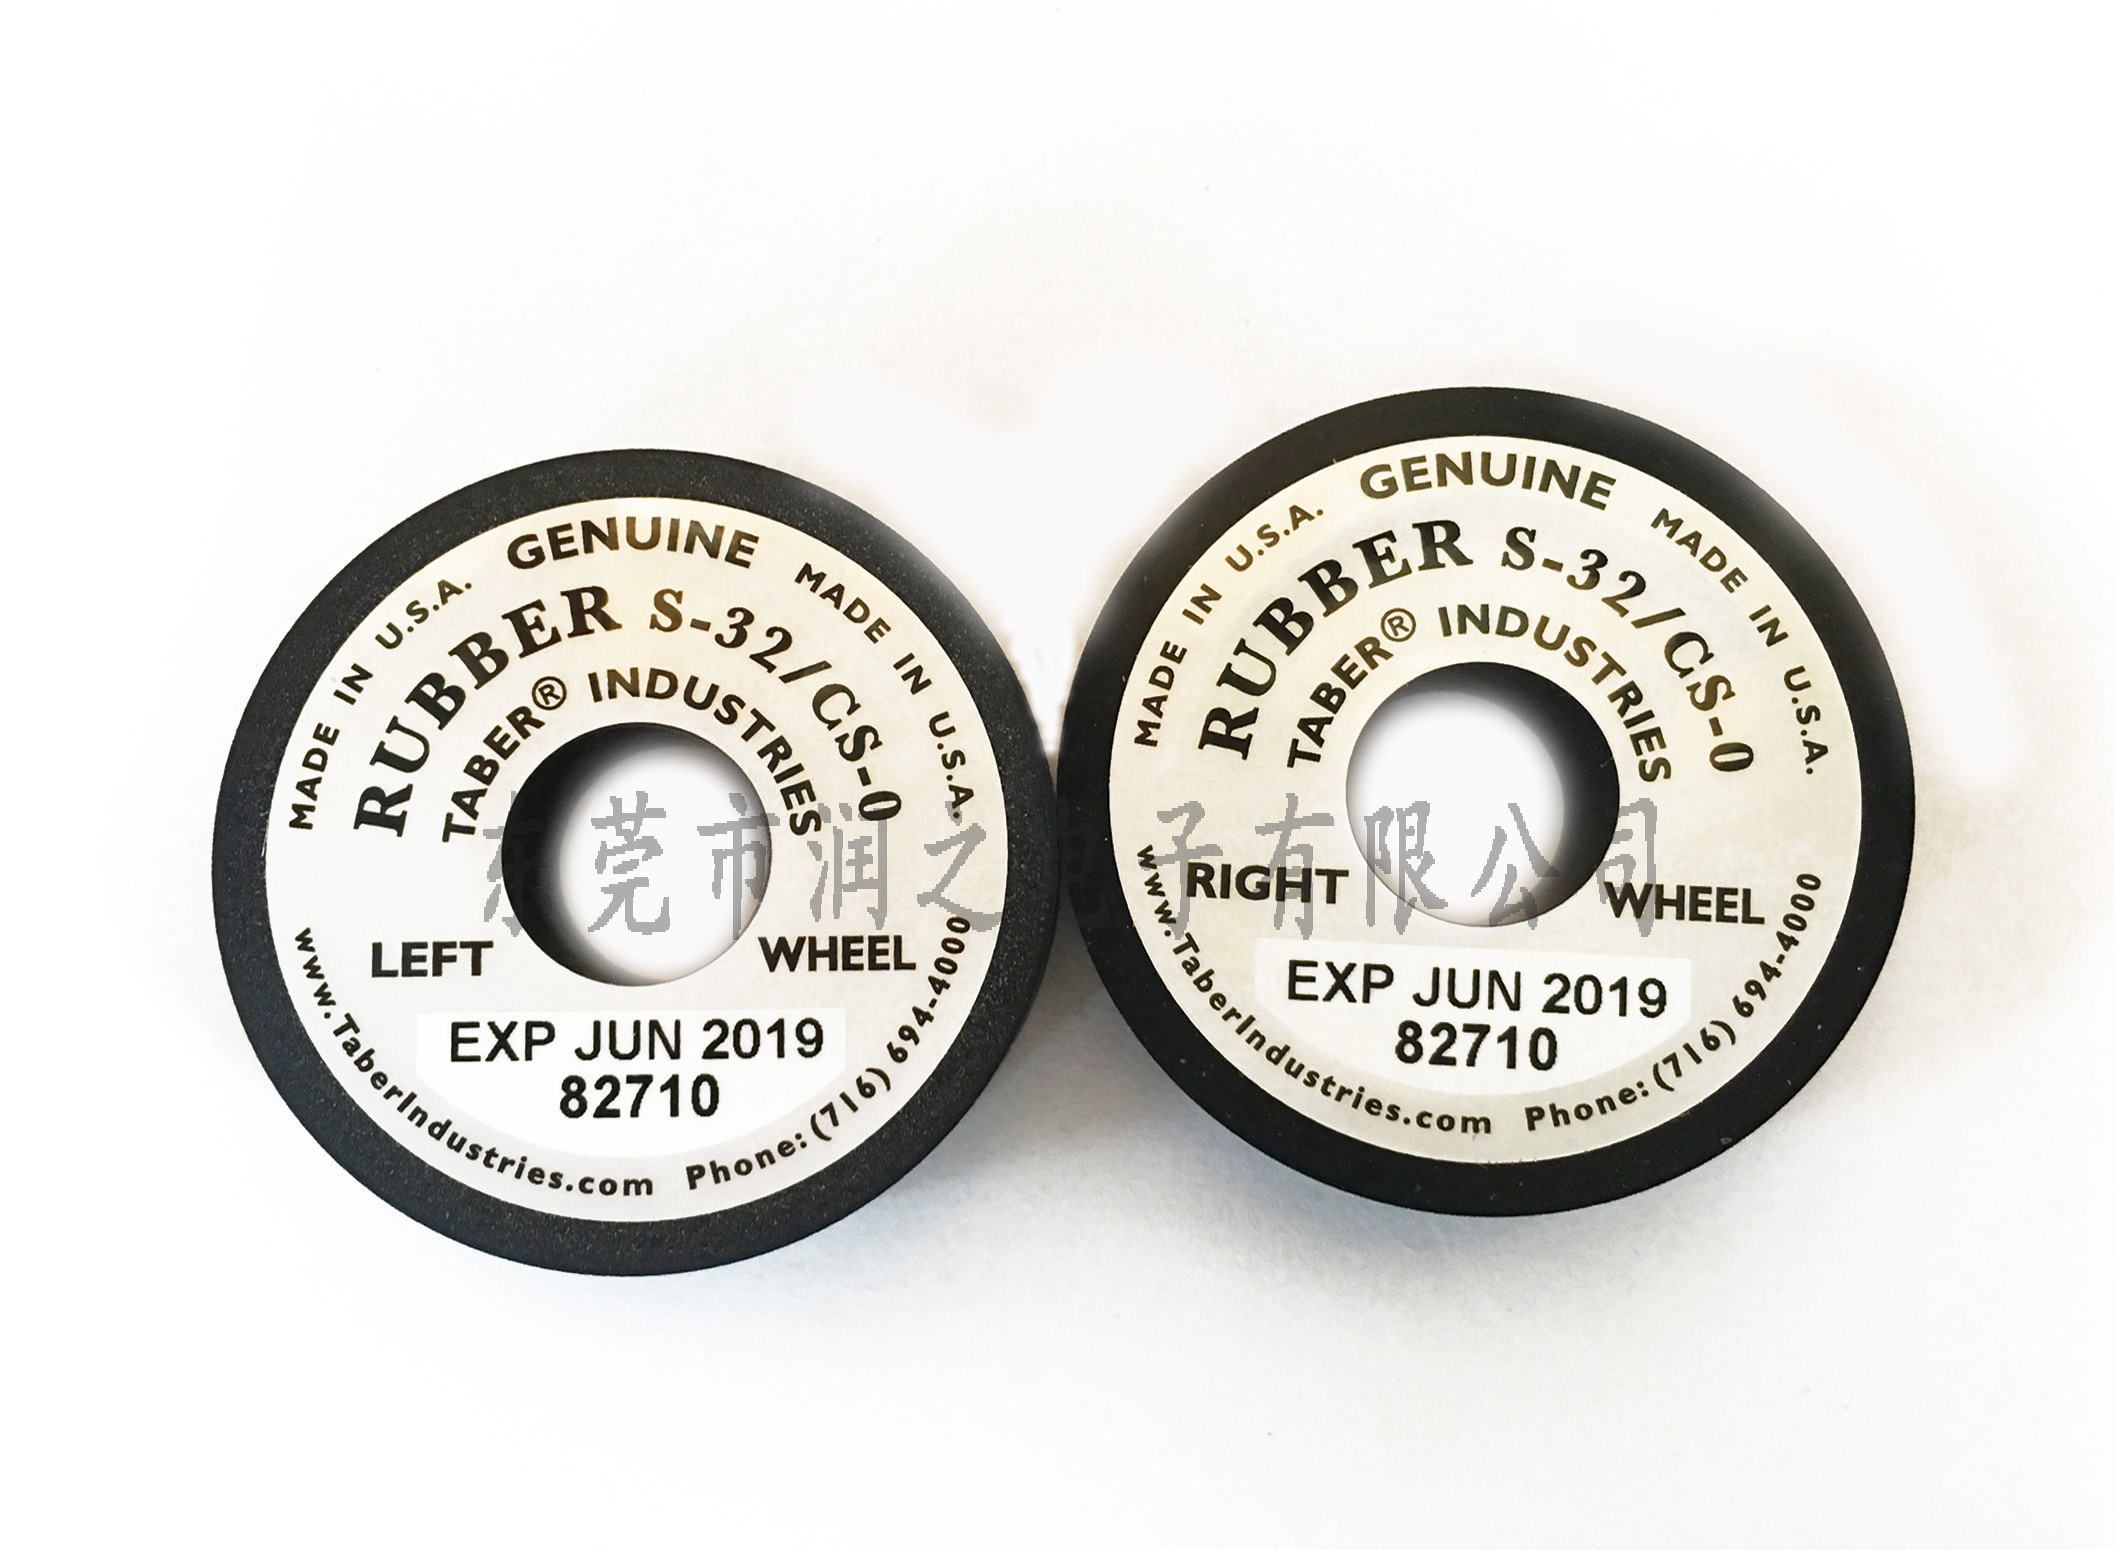 MADE IN U.S.A. GENUINE MADE IN U.S.A.
RUBBER S-32/CS-0
TABER® INDUSTRIES
LEFT WHEEL
EXP JUN 2019
82710
www.TaberIndustries.com Phone: (716) 694-4000
MADE IN U.S.A. GENUINE MADE IN U.S.A.
RUBBER S-32/CS-0
TABER® INDUSTRIES
RIGHT WHEEL
EXP JUN 2019
82710
www.TaberIndustries.com Phone: (716) 694-4000
东莞市润之电子有限公司